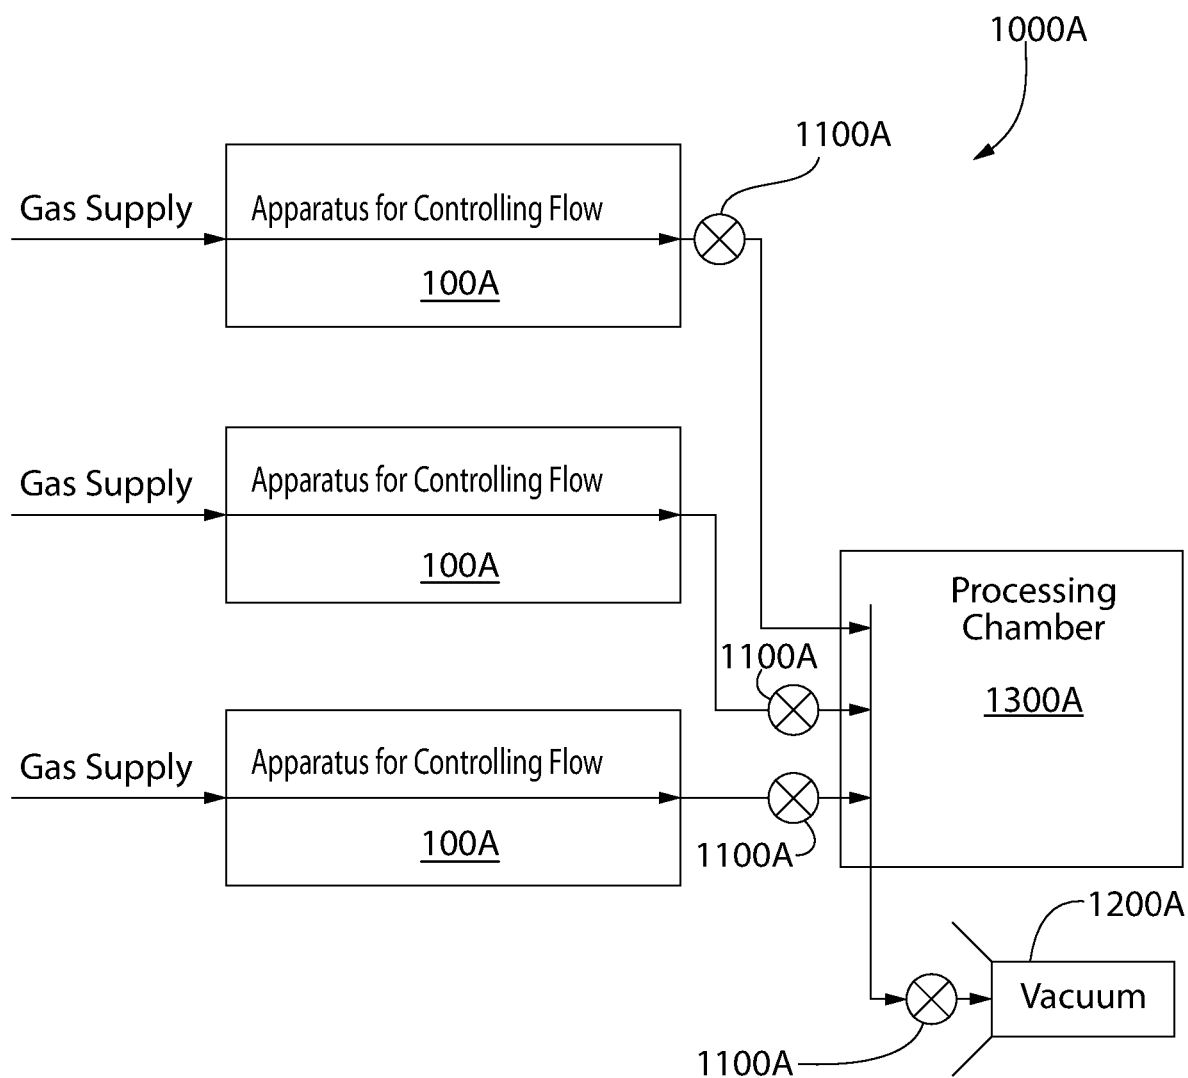 1000A
1100A
Gas Supply
Apparatus for Controlling Flow
100A
Gas Supply
Apparatus for Controlling Flow
100A
Processing
Chamber
1300A
1100A
Gas Supply
Apparatus for Controlling Flow
100A
1100A
1200A
Vacuum
1100A